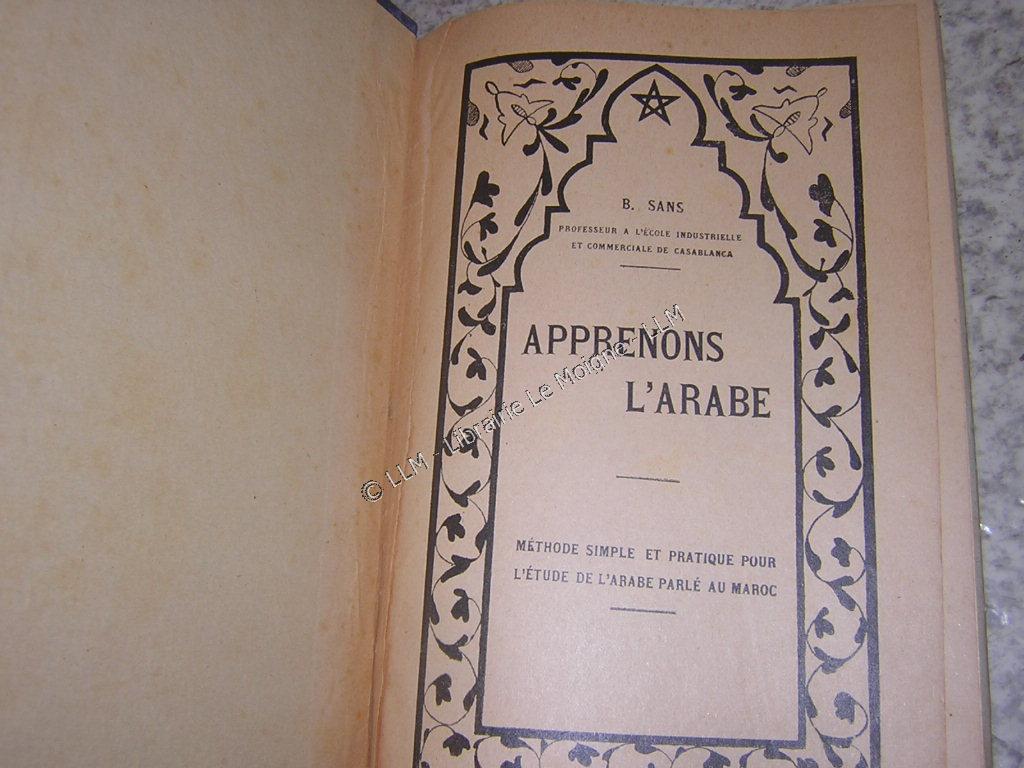 B. SANS
PROFESSEUR A L'ÉCOLE INDUSTRIELLE
ET COMMERCIALE DE CASABLANCA
APPRENONS
L'ARABE
© LLM - Librairie Le Moigne - LLM
MÉTHODE SIMPLE ET PRATIQUE POUR
L'ÉTUDE DE L'ARABE PARLÉ AU MAROC